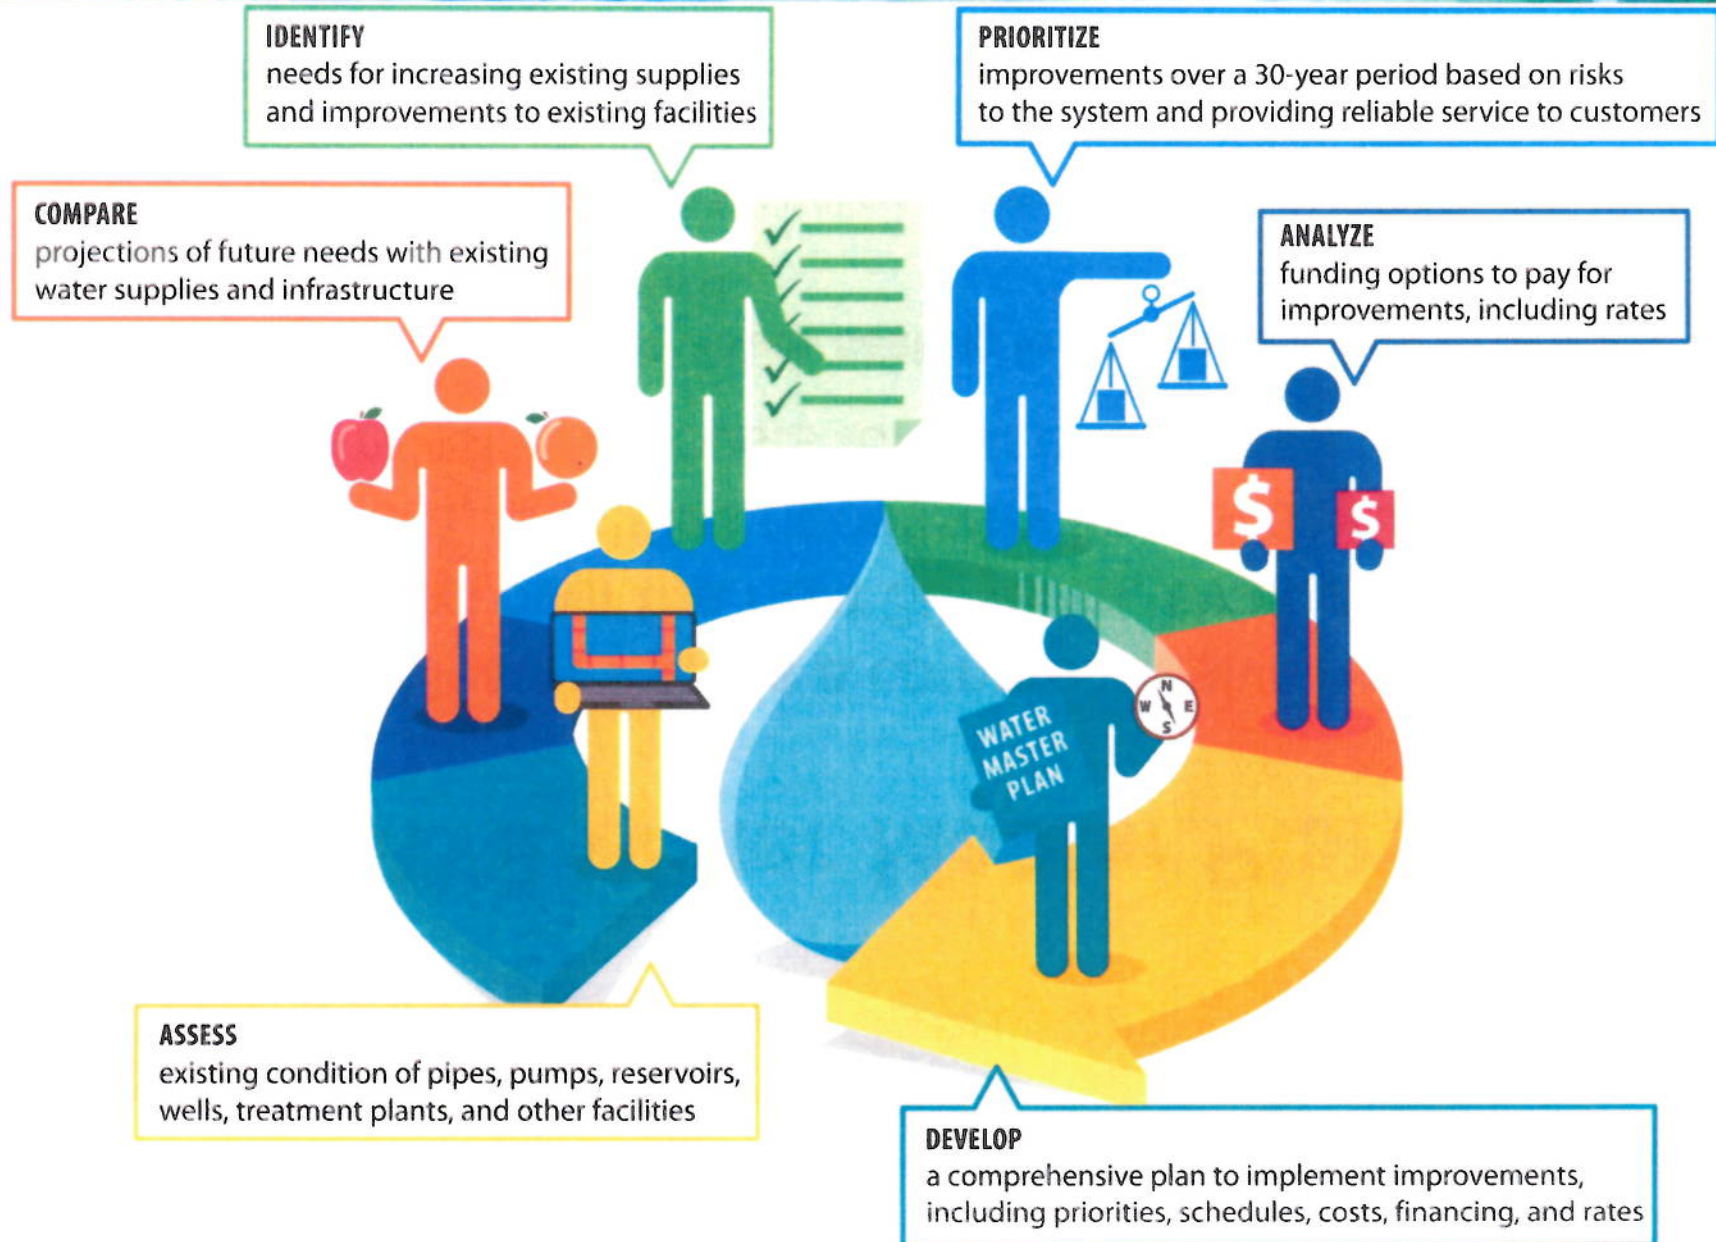 IDENTIFY
needs for increasing existing supplies
and improvements to existing facilities
PRIORITIZE
improvements over a 30-year period based on risks
to the system and providing reliable service to customers
COMPARE
projections of future needs with existing
water supplies and infrastructure
ANALYZE
funding options to pay for
improvements, including rates
$
$
N
W E
S
WATER
MASTER
PLAN
ASSESS
existing condition of pipes, pumps, reservoirs,
wells, treatment plants, and other facilities
DEVELOP
a comprehensive plan to implement improvements,
including priorities, schedules, costs, financing, and rates